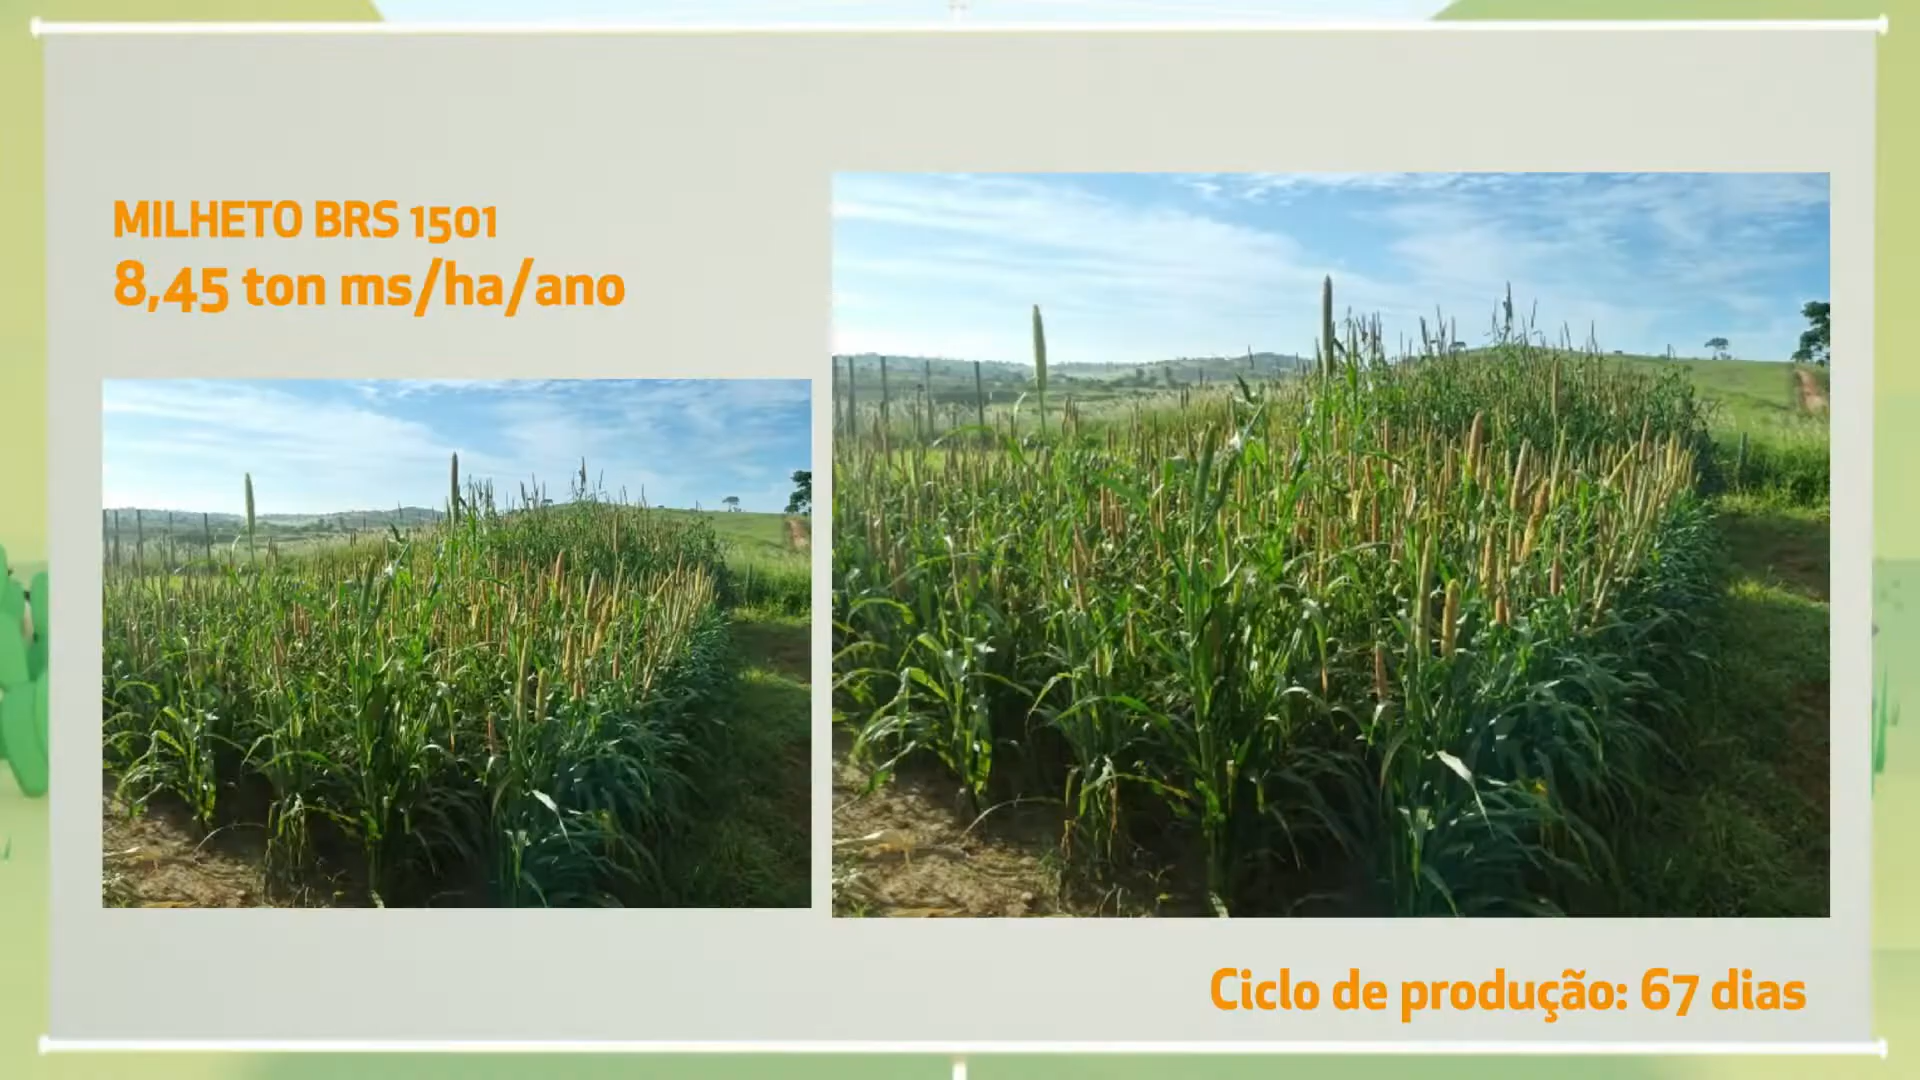 MILHETO BRS 1501
8,45 ton ms/ha/ano
Ciclo de produção: 67 dias